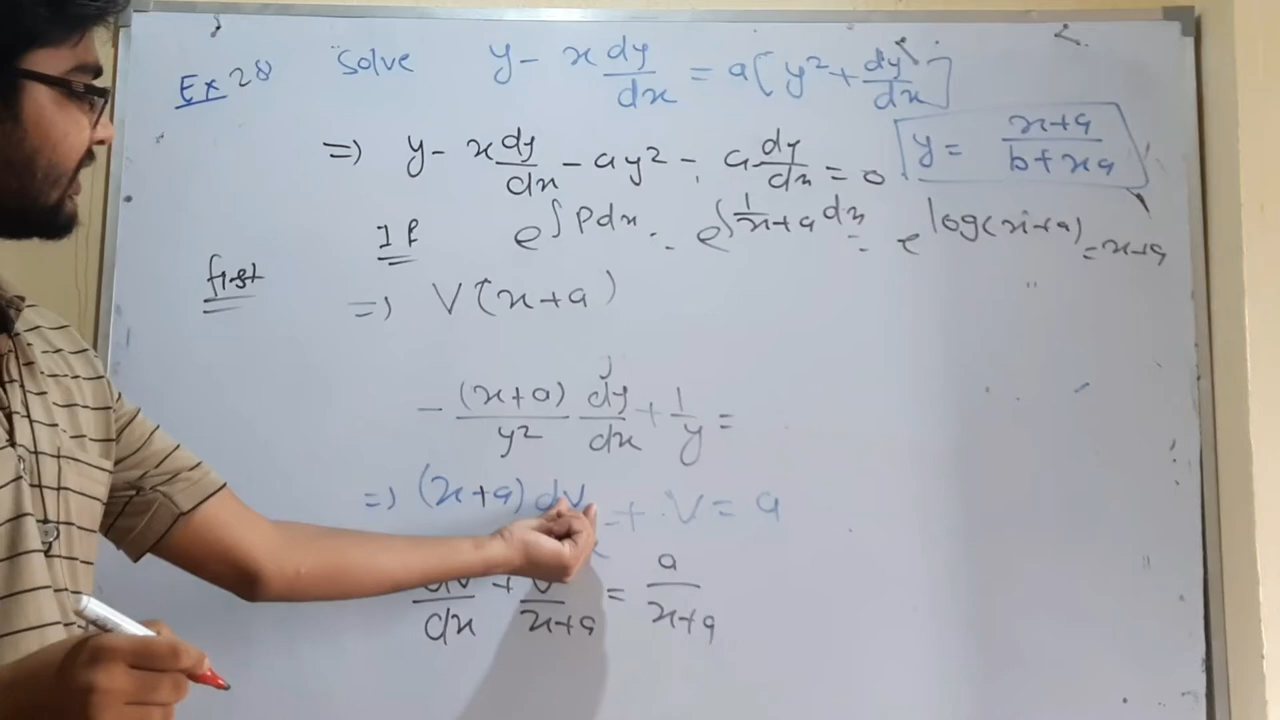 Ex 28 Solve y - x dy/dx = a[y² + dy/dx]
=> y - x dy/dx - ay² - a dy/dx = 0
y = x+a / b+xa
IF e^∫Pdx = e^∫1/x+a dx = e^log(x+a) = x+a
first => V(x+a)
- (x+a)/y² dy/dx + 1/y =
=> (x+a) dV + V = a
dV/dx + V/x+a = a/x+a